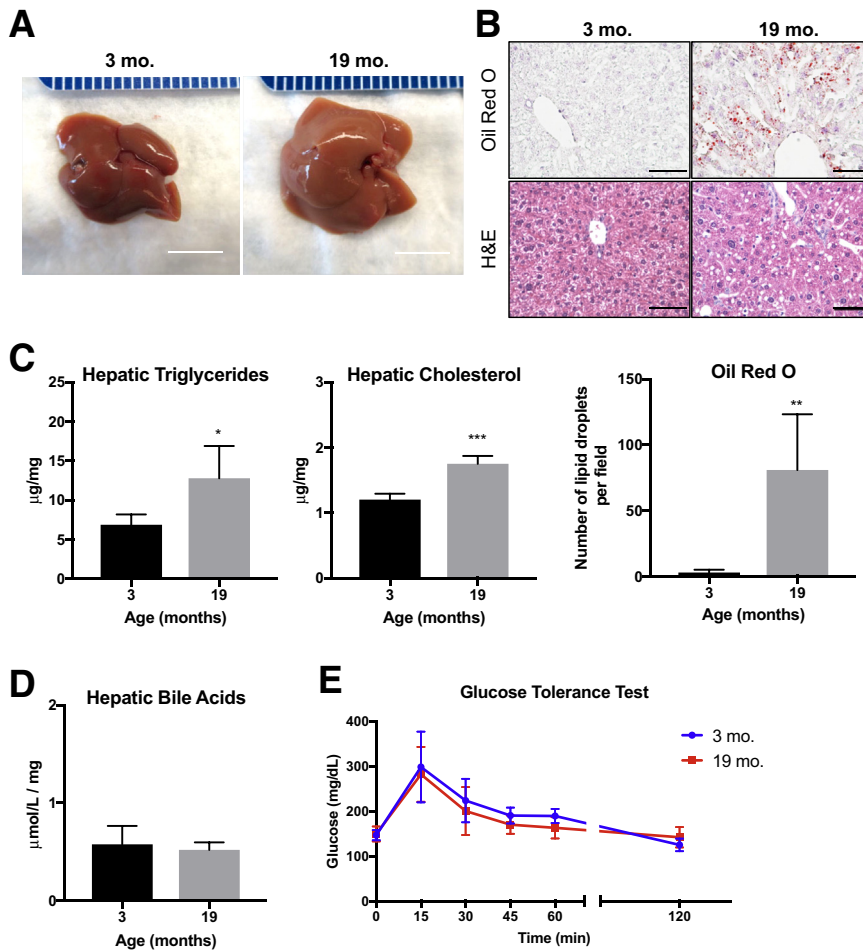 A
3 mo.
19 mo.
B
3 mo.
19 mo.
Oil Red O
H&E
C
Hepatic Triglycerides
25
20
15
10
5
0
μg/mg
*
3
19
Age (months)
Hepatic Cholesterol
3
2
1
0
μg/mg
***
3
19
Age (months)
Oil Red O
150
100
50
0
Number of lipid droplets
per field
**
3
19
Age (months)
D
Hepatic Bile Acids
2
1
0
μmol/L / mg
3
19
Age (months)
E
Glucose Tolerance Test
400
300
200
100
0
Glucose (mg/dL)
0
15
30
45
60
120
Time (min)
3 mo.
19 mo.